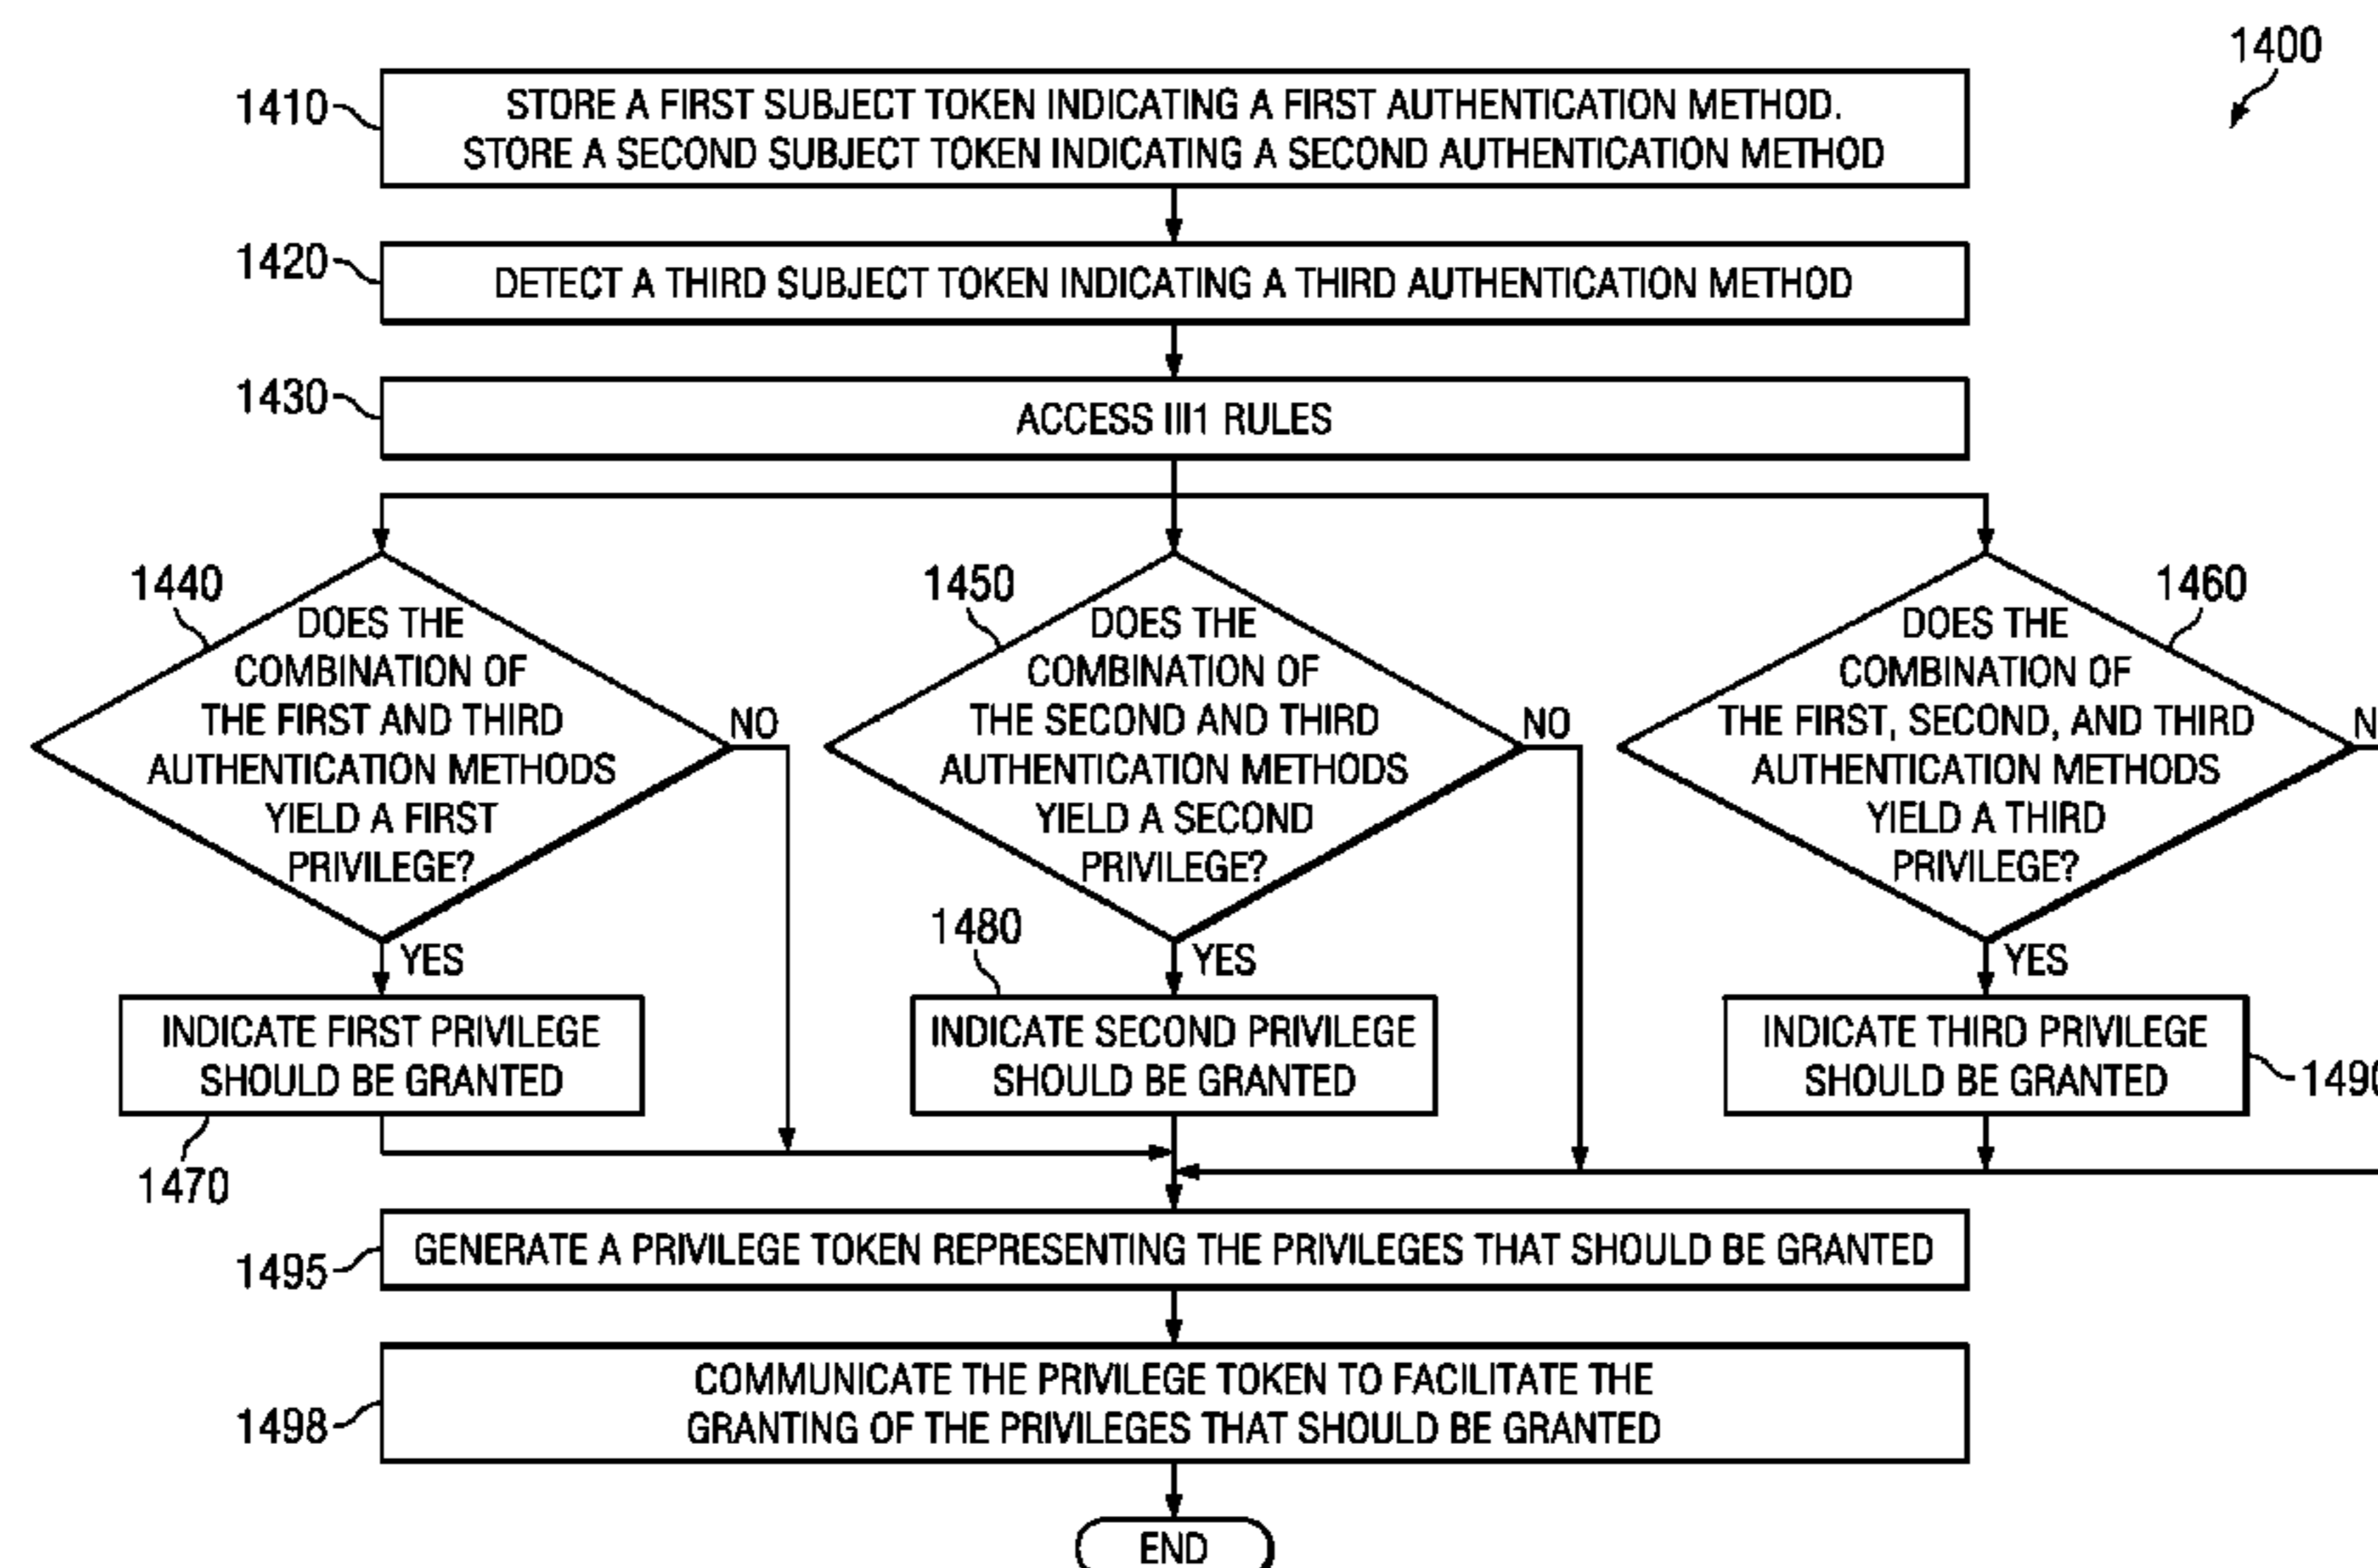 1400
1410
STORE A FIRST SUBJECT TOKEN INDICATING A FIRST AUTHENTICATION METHOD.
STORE A SECOND SUBJECT TOKEN INDICATING A SECOND AUTHENTICATION METHOD
1420
DETECT A THIRD SUBJECT TOKEN INDICATING A THIRD AUTHENTICATION METHOD
1430
ACCESS III1 RULES
1440
DOES THE
COMBINATION OF
THE FIRST AND THIRD
AUTHENTICATION METHODS
YIELD A FIRST
PRIVILEGE?
NO
YES
1450
DOES THE
COMBINATION OF
THE SECOND AND THIRD
AUTHENTICATION METHODS
YIELD A SECOND
PRIVILEGE?
NO
YES
1460
DOES THE
COMBINATION OF
THE FIRST, SECOND, AND THIRD
AUTHENTICATION METHODS
YIELD A THIRD
PRIVILEGE?
N
YES
INDICATE FIRST PRIVILEGE
SHOULD BE GRANTED
1470
1480
INDICATE SECOND PRIVILEGE
SHOULD BE GRANTED
INDICATE THIRD PRIVILEGE
SHOULD BE GRANTED
1490
1495
GENERATE A PRIVILEGE TOKEN REPRESENTING THE PRIVILEGES THAT SHOULD BE GRANTED
1498
COMMUNICATE THE PRIVILEGE TOKEN TO FACILITATE THE
GRANTING OF THE PRIVILEGES THAT SHOULD BE GRANTED
END